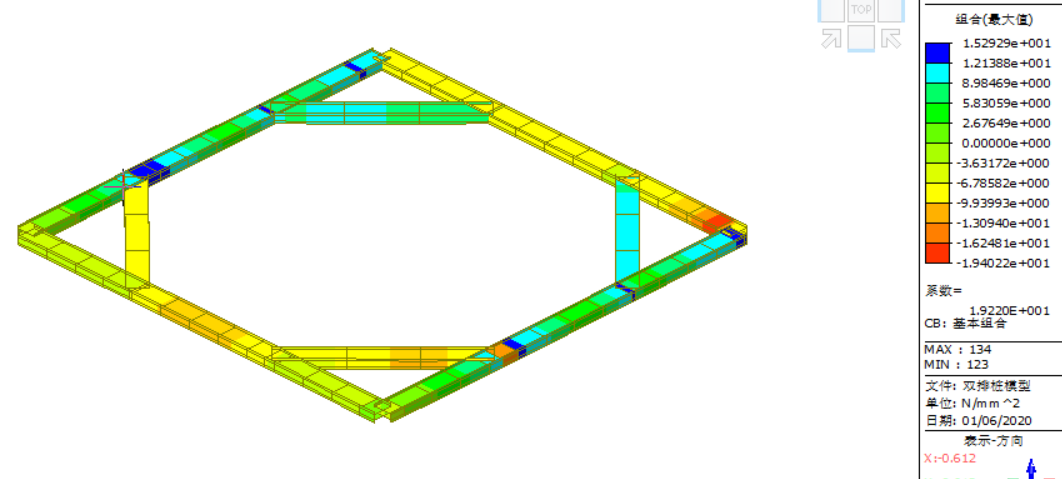 TOP
组合(最大值)
1.52929e+001
1.21388e+001
8.98469e+000
5.83059e+000
2.67649e+000
0.00000e+000
-3.63172e+000
-6.78582e+000
-9.93993e+000
-1.30940e+001
-1.62481e+001
-1.94022e+001
系数=
1.9220E+001
CB: 基本组合
MAX : 134
MIN : 123
文件: 双排桩模型
单位: N/mm^2
日期: 01/06/2020
表示-方向
X:-0.612